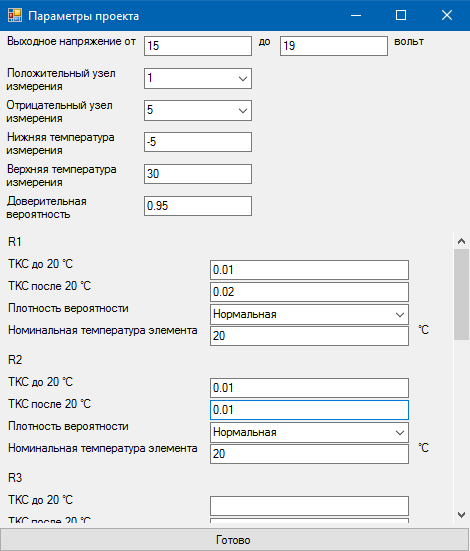 Параметры проекта
Выходное напряжение от 15 до 19 вольт
Положительный узел
измерения 1
Отрицательный узел
измерения 5
Нижняя температура
измерения -5
Верхняя температура
измерения 30
Доверительная
вероятность 0.95
R1
ТКС до 20 °C 0.01
ТКС после 20 °C 0.02
Плотность вероятности Нормальная
Номинальная температура элемента 20 °C
R2
ТКС до 20 °C 0.01
ТКС после 20 °C 0.01
Плотность вероятности Нормальная
Номинальная температура элемента 20 °C
R3
ТКС до 20 °C
ТКС после 20 °C
Готово